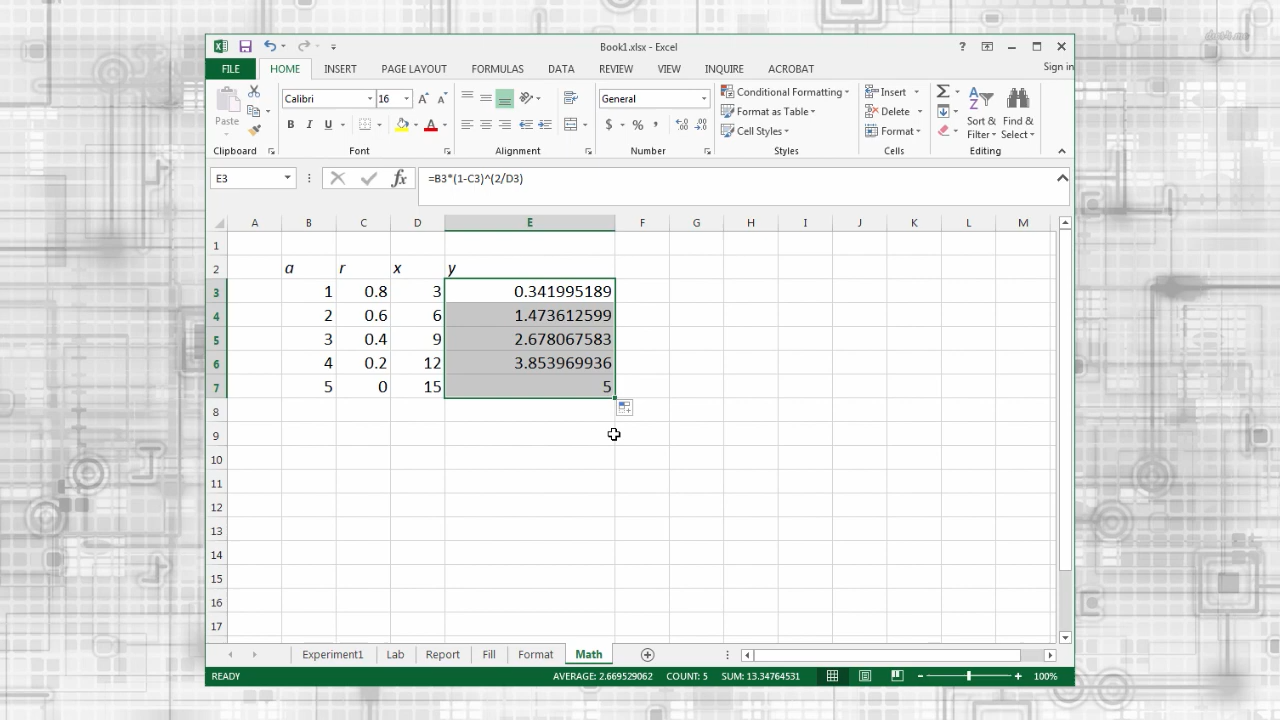 Book1.xlsx - Excel
?
FILE HOME INSERT PAGE LAYOUT FORMULAS DATA REVIEW VIEW INQUIRE ACROBAT Sign in
Paste
Calibri 16
B I U
General
$ % ,
Conditional Formatting
Format as Table
Cell Styles
Insert
Delete
Format
Sort & Filter
Find & Select
Clipboard Font Alignment Number Styles Cells Editing
E3 fx =B3*(1-C3)^(2/D3)
A B C D E F G H I J K L M
1
2 a r x y
3 1 0.8 3 0.341995189
4 2 0.6 6 1.473612599
5 3 0.4 9 2.678067583
6 4 0.2 12 3.853969936
7 5 0 15 5
8
9
10
11
12
13
14
15
16
17
Experiment1 Lab Report Fill Format Math
READY AVERAGE: 2.669529062 COUNT: 5 SUM: 13.34764531 100%